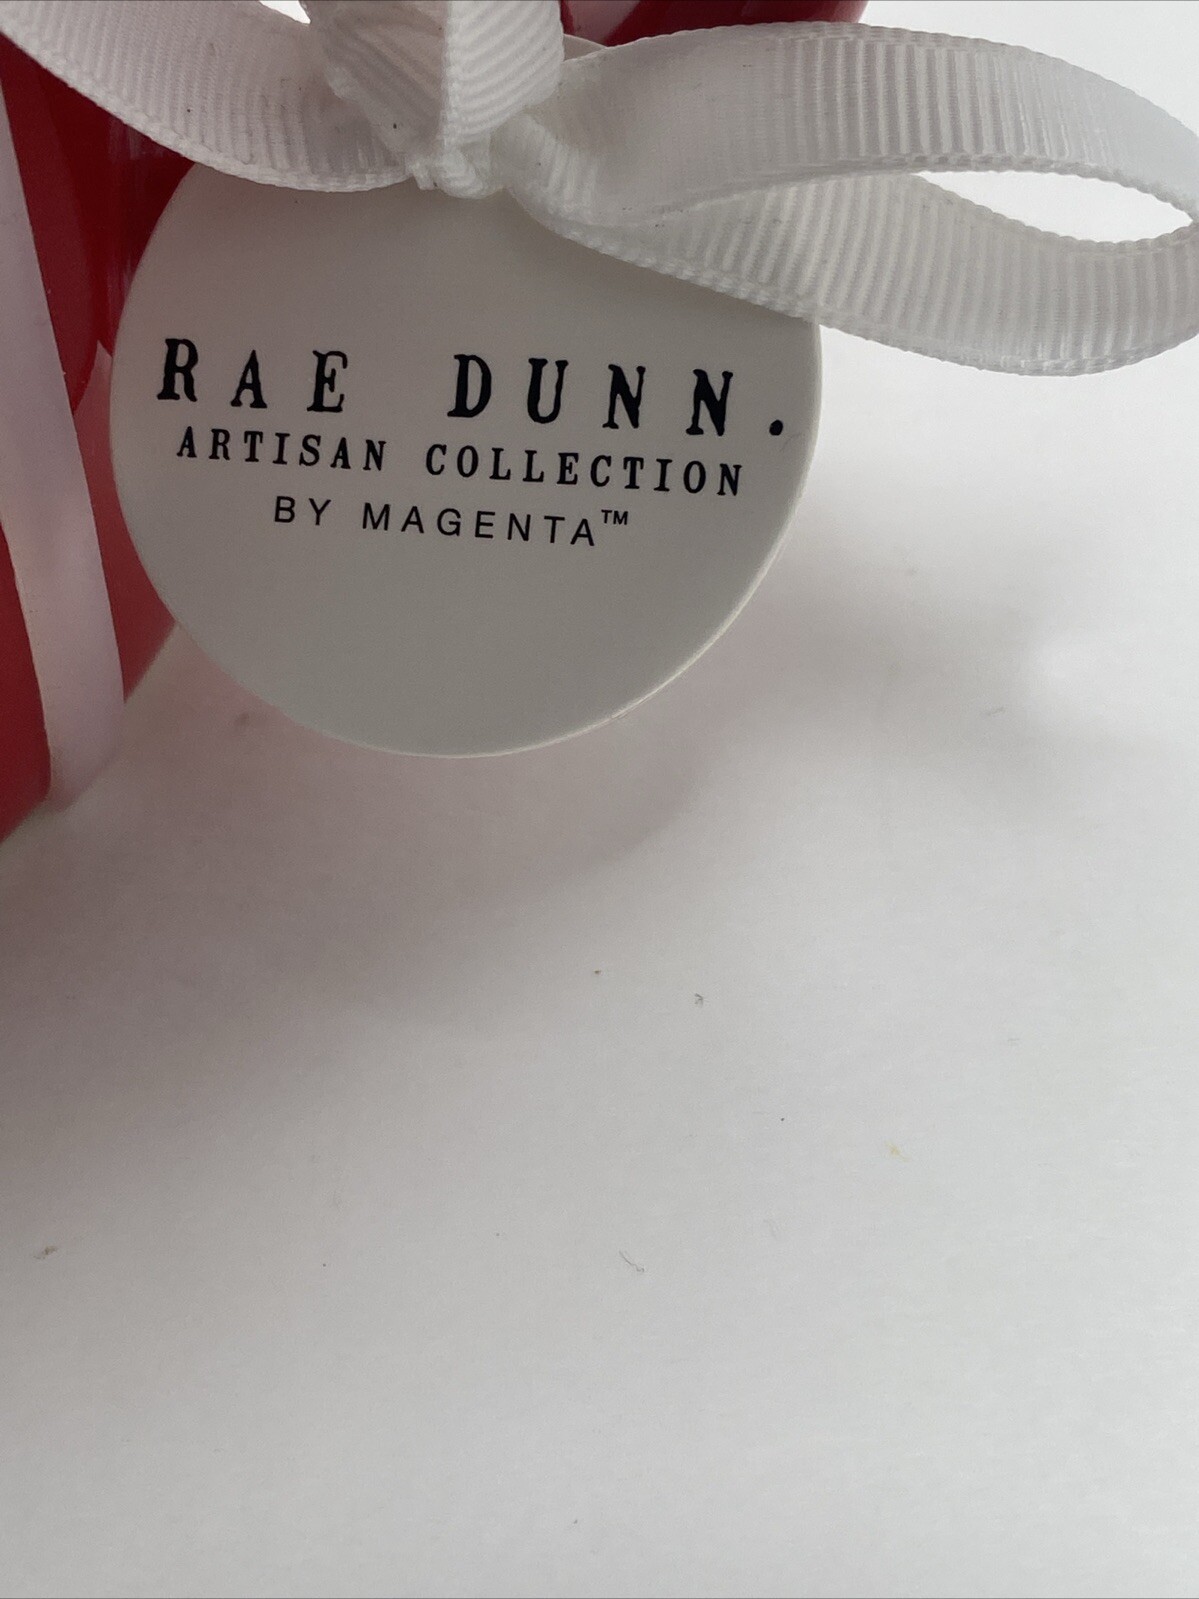 RAE DUNN.
ARTISAN COLLECTION
BY MAGENTA™